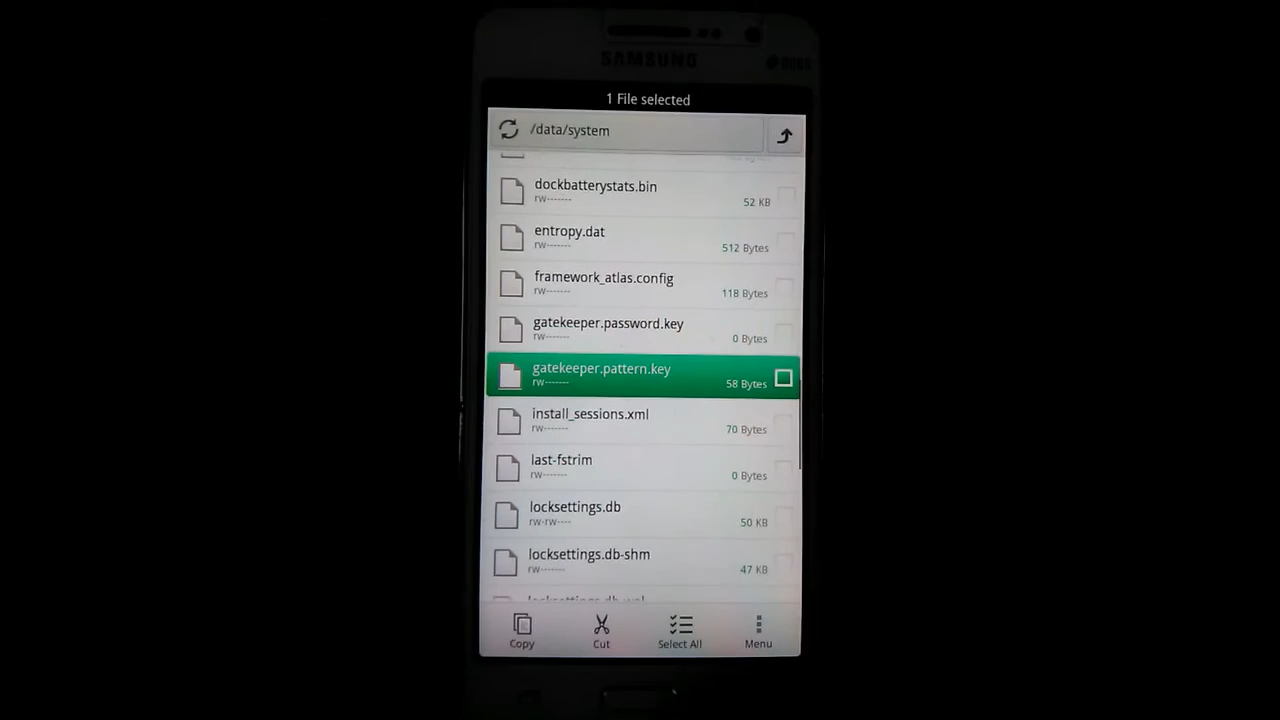 SAMSUNG
DUOS
1 File selected
/data/system
dockbatterystats.bin
rw-------
52 KB
entropy.dat
rw-------
512 Bytes
framework_atlas.config
rw-------
118 Bytes
gatekeeper.password.key
rw-------
0 Bytes
gatekeeper.pattern.key
rw-------
58 Bytes
install_sessions.xml
rw-------
70 Bytes
last-fstrim
rw-------
0 Bytes
locksettings.db
rw-rw----
50 KB
locksettings.db-shm
rw-------
47 KB
Copy
Cut
Select All
Menu